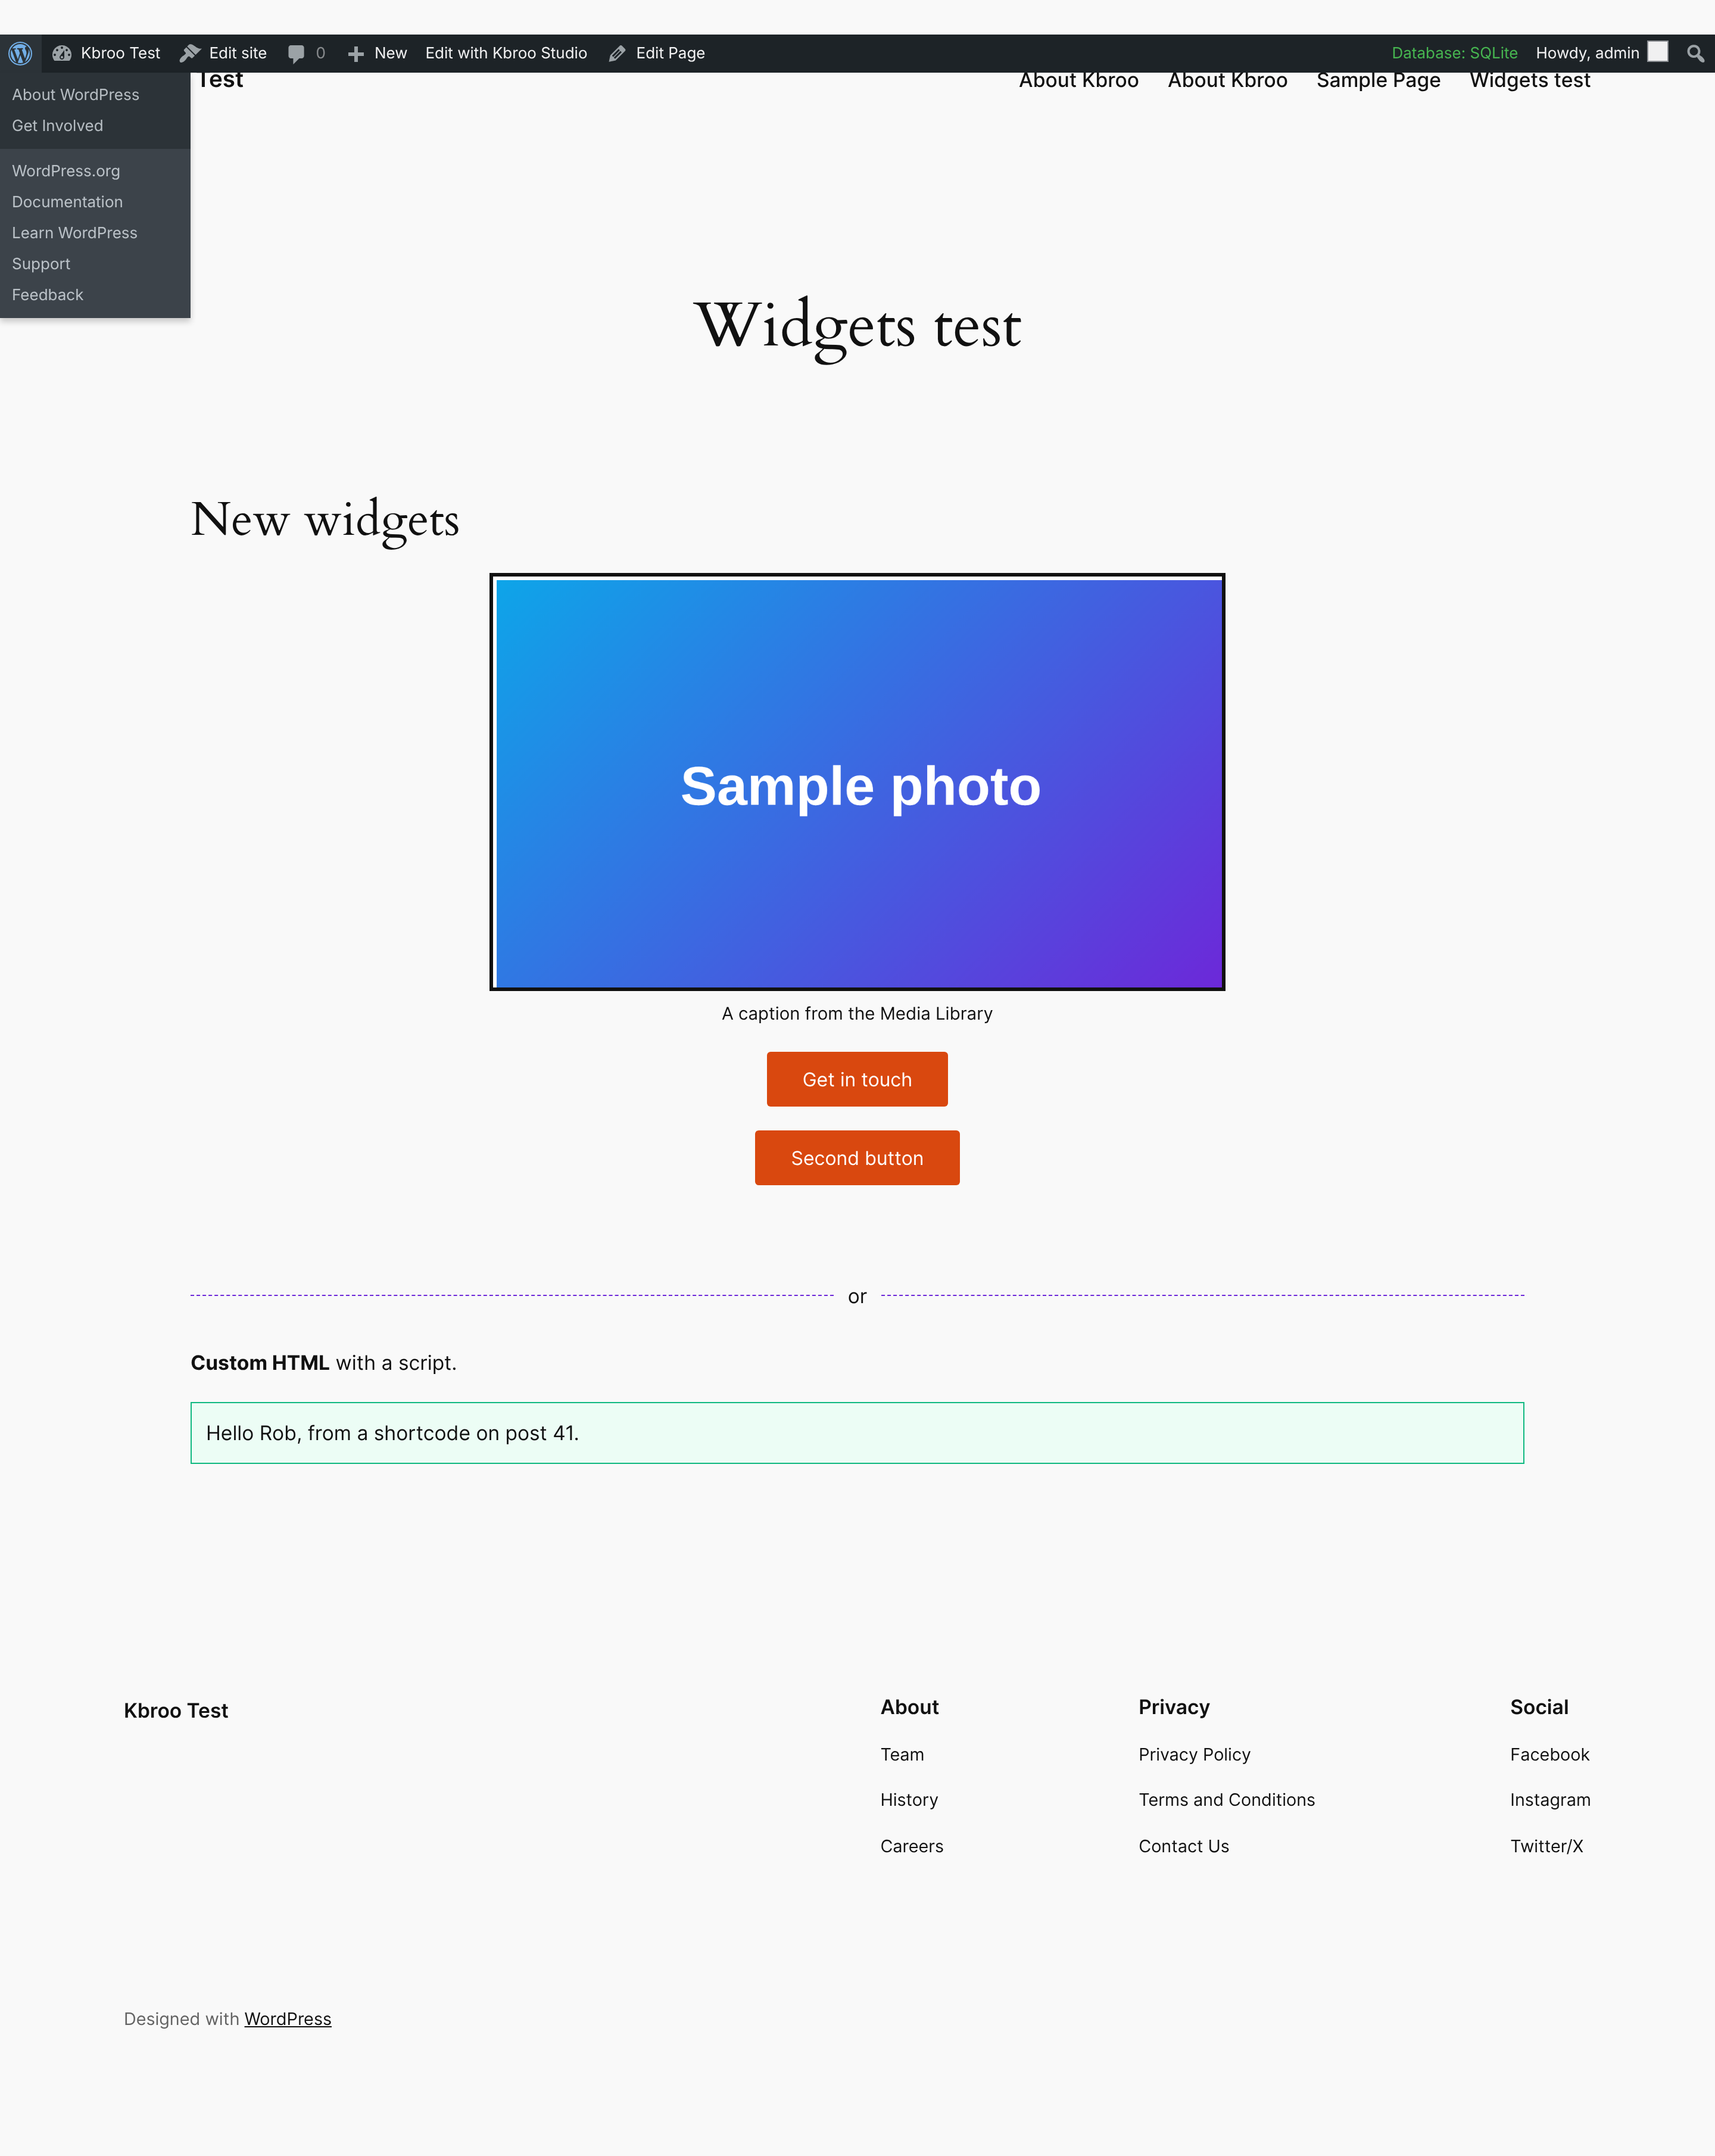 Kbroo Test Edit site 0 New Edit with Kbroo Studio Edit Page Database: SQLite Howdy, admin
Test About Kbroo About Kbroo Sample Page Widgets test
About WordPress
Get Involved
WordPress.org
Documentation
Learn WordPress
Support
Feedback
Widgets test
New widgets
Sample photo
A caption from the Media Library
Get in touch
Second button
or
Custom HTML with a script.
Hello Rob, from a shortcode on post 41.
Kbroo Test About Privacy Social
Team Privacy Policy Facebook
History Terms and Conditions Instagram
Careers Contact Us Twitter/X
Designed with WordPress